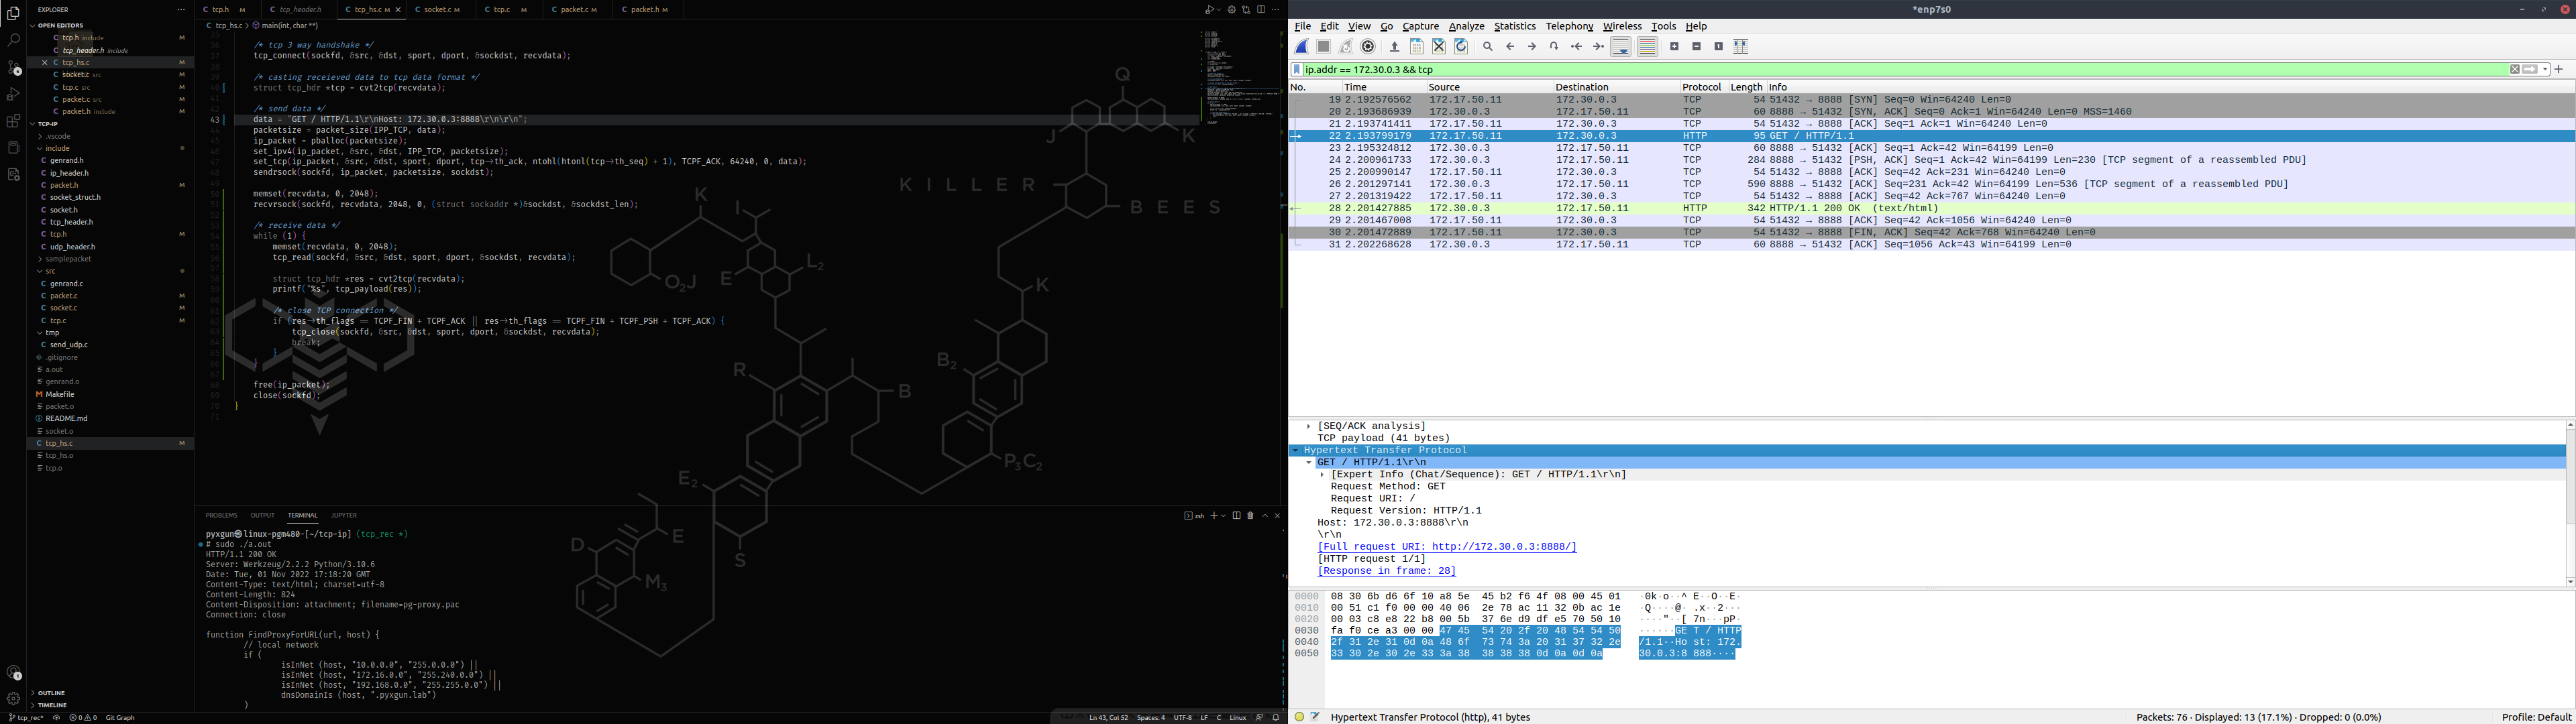 EXPLORER
OPEN EDITORS
C tcp.h include M
C tcp_header.h include
C tcp_hs.c M
C socket.c src M
C tcp.c src M
C packet.c src M
C packet.h include M
TCP-IP
.vscode
include
C genrand.h
C ip_header.h
C packet.h M
C socket_struct.h
C socket.h M
C tcp_header.h
C tcp.h M
C udp_header.h
samplepacket
src
C genrand.c
C packet.c M
C socket.c M
C tcp.c M
tmp
C send_udp.c
.gitignore
a.out
genrand.o
M Makefile
packet.o
README.md
socket.o
C tcp_hs.c M
tcp_hs.o
tcp.o
OUTLINE
TIMELINE
C tcp.h M C tcp_header.h C tcp_hs.c M C socket.c M C tcp.c M C packet.c M C packet.h M
C tcp_hs.c > main(int, char **)
/* tcp 3 way handshake */
tcp_connect(sockfd, &src, &dst, sport, dport, &sockdst, recvdata);
/* casting receieved data to tcp data format */
struct tcp_hdr *tcp = cvt2tcp(recvdata);
/* send data */
43 data = "GET / HTTP/1.1\r\nHost: 172.30.0.3:8888\r\n\r\n";
packetsize = packet_size(IPP_TCP, data);
ip_packet = pballoc(packetsize);
set_ipv4(ip_packet, &src, &dst, IPP_TCP, packetsize);
set_tcp(ip_packet, &src, &dst, sport, dport, tcp->th_ack, ntohl(htonl(tcp->th_seq) + 1), TCPF_ACK, 64240, 0, data);
sendrsock(sockfd, ip_packet, packetsize, sockdst);
memset(recvdata, 0, 2048);
recvrsock(sockfd, recvdata, 2048, 0, (struct sockaddr *)&sockdst, &sockdst_len);
/* receive data */
while (1) {
memset(recvdata, 0, 2048);
tcp_read(sockfd, &src, &dst, sport, dport, &sockdst, recvdata);
struct tcp_hdr *res = cvt2tcp(recvdata);
printf("%s", tcp_payload(res));
/* close TCP connection */
if (res->th_flags == TCPF_FIN + TCPF_ACK || res->th_flags == TCPF_FIN + TCPF_PSH + TCPF_ACK) {
tcp_close(sockfd, &src, &dst, sport, dport, &sockdst, recvdata);
break;
}
}
free(ip_packet);
close(sockfd);
}
KILLER
BEES
Q
J
K
K
I
L2
O2J
E
K
B2
R
B
P3C2
E2
D
E
M3
S
PROBLEMS OUTPUT TERMINAL JUPYTER
zsh
pyxgun㉿linux-pgm480-[~/tcp-ip] (tcp_rec *)
# sudo ./a.out
HTTP/1.1 200 OK
Server: Werkzeug/2.2.2 Python/3.10.6
Date: Tue, 01 Nov 2022 17:18:20 GMT
Content-Type: text/html; charset=utf-8
Content-Length: 824
Content-Disposition: attachment; filename=pg-proxy.pac
Connection: close
function FindProxyForURL(url, host) {
// local network
if (
isInNet (host, "10.0.0.0", "255.0.0.0") ||
isInNet (host, "172.16.0.0", "255.240.0.0") ||
isInNet (host, "192.168.0.0", "255.255.0.0") ||
dnsDomainIs (host, ".pyxgun.lab")
)
tcp_rec* 0 0 Git Graph
Ln 43, Col 52 Spaces: 4 UTF-8 LF C Linux
*enp7s0
File Edit View Go Capture Analyze Statistics Telephony Wireless Tools Help
ip.addr == 172.30.0.3 && tcp
No. Time Source Destination Protocol Length Info
19 2.192576562 172.17.50.11 172.30.0.3 TCP 54 51432 → 8888 [SYN] Seq=0 Win=64240 Len=0
20 2.193686939 172.30.0.3 172.17.50.11 TCP 60 8888 → 51432 [SYN, ACK] Seq=0 Ack=1 Win=64240 Len=0 MSS=1460
21 2.193741411 172.17.50.11 172.30.0.3 TCP 54 51432 → 8888 [ACK] Seq=1 Ack=1 Win=64240 Len=0
22 2.193799179 172.17.50.11 172.30.0.3 HTTP 95 GET / HTTP/1.1
23 2.195324812 172.30.0.3 172.17.50.11 TCP 60 8888 → 51432 [ACK] Seq=1 Ack=42 Win=64199 Len=0
24 2.200961733 172.30.0.3 172.17.50.11 TCP 284 8888 → 51432 [PSH, ACK] Seq=1 Ack=42 Win=64199 Len=230 [TCP segment of a reassembled PDU]
25 2.200990147 172.17.50.11 172.30.0.3 TCP 54 51432 → 8888 [ACK] Seq=42 Ack=231 Win=64240 Len=0
26 2.201297141 172.30.0.3 172.17.50.11 TCP 590 8888 → 51432 [ACK] Seq=231 Ack=42 Win=64199 Len=536 [TCP segment of a reassembled PDU]
27 2.201319422 172.17.50.11 172.30.0.3 TCP 54 51432 → 8888 [ACK] Seq=42 Ack=767 Win=64240 Len=0
28 2.201427885 172.30.0.3 172.17.50.11 HTTP 342 HTTP/1.1 200 OK (text/html)
29 2.201467008 172.17.50.11 172.30.0.3 TCP 54 51432 → 8888 [ACK] Seq=42 Ack=1056 Win=64240 Len=0
30 2.201472889 172.17.50.11 172.30.0.3 TCP 54 51432 → 8888 [FIN, ACK] Seq=42 Ack=768 Win=64240 Len=0
31 2.202268628 172.30.0.3 172.17.50.11 TCP 60 8888 → 51432 [ACK] Seq=1056 Ack=43 Win=64199 Len=0
[SEQ/ACK analysis]
TCP payload (41 bytes)
Hypertext Transfer Protocol
GET / HTTP/1.1\r\n
[Expert Info (Chat/Sequence): GET / HTTP/1.1\r\n]
Request Method: GET
Request URI: /
Request Version: HTTP/1.1
Host: 172.30.0.3:8888\r\n
\r\n
[Full request URI: http://172.30.0.3:8888/]
[HTTP request 1/1]
[Response in frame: 28]
0000 08 30 6b d6 6f 10 a8 5e 45 b2 f6 4f 08 00 45 01 ·0k·o··^ E··O··E·
0010 00 51 c1 f0 00 00 40 06 2e 78 ac 11 32 0b ac 1e ·Q····@· .x··2···
0020 00 03 c8 e8 22 b8 00 5b 37 6e d9 df e5 70 50 10 ····"··[ 7n···pP·
0030 fa f0 ce a3 00 00 47 45 54 20 2f 20 48 54 54 50 ······GE T / HTTP
0040 2f 31 2e 31 0d 0a 48 6f 73 74 3a 20 31 37 32 2e /1.1··Ho st: 172.
0050 33 30 2e 30 2e 33 3a 38 38 38 38 0d 0a 0d 0a 30.0.3:8 888····
Hypertext Transfer Protocol (http), 41 bytes
Packets: 76 · Displayed: 13 (17.1%) · Dropped: 0 (0.0%)
Profile: Default